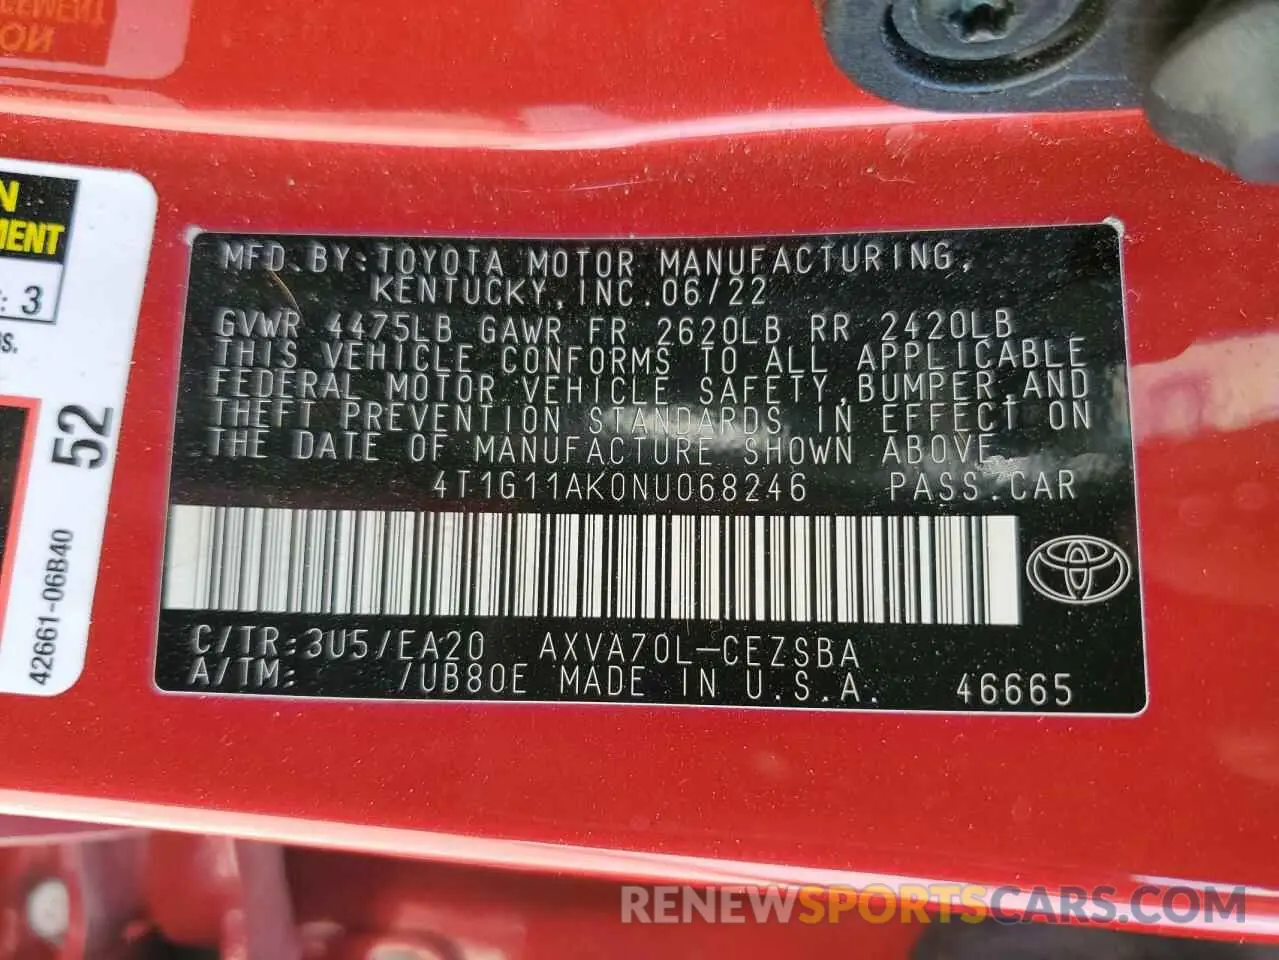 N
MENT
: 3
S.
52
42661-06B40
MFD.BY:TOYOTA MOTOR MANUFACTURING,
KENTUCKY,INC.06/22
GVWR 4475LB GAWR FR 2620LB RR 2420LB
THIS VEHICLE CONFORMS TO ALL APPLICABLE
FEDERAL MOTOR VEHICLE SAFETY,BUMPER,AND
THEFT PREVENTION STANDARDS IN EFFECT ON
THE DATE OF MANUFACTURE SHOWN ABOVE.
4T1G11AK0NU068246 PASS.CAR
C/TR:3U5/EA20 AXVA70L-CEZSBA
A/TM: /UB80E MADE IN U.S.A. 46665
RENEWSPORTSCARS.COM